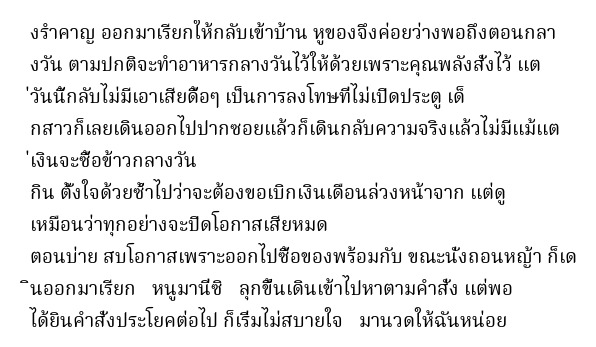 งรำคาญ ออกมาเรียกให้กลับเข้าบ้าน หูของจึงค่อยว่างพอถึงตอนกลา
งวัน ตามปกติจะทำอาหารกลางวันไว้ให้ด้วยเพราะคุณพลังสั่งไว้ แต
่วันนี้กลับไม่มีเอาเสียดื้อๆ เป็นการลงโทษที่ไม่เปิดประตู เด็
กสาวก็เลยเดินออกไปปากซอยแล้วก็เดินกลับความจริงแล้วไม่มีแม้แต
่เงินจะซื้อข้าวกลางวัน
กิน ตั้งใจด้วยซ้ำไปว่าจะต้องขอเบิกเงินเดือนล่วงหน้าจาก แต่ดู
เหมือนว่าทุกอย่างจะปิดโอกาสเสียหมด
ตอนบ่าย สบโอกาสเพราะออกไปซื้อของพร้อมกับ ขณะนั่งถอนหญ้า ก็เด
ินออกมาเรียก   หนูมานี่ซิ   ลุกขึ้นเดินเข้าไปหาตามคำสั่ง แต่พอ
ได้ยินคำสั่งประโยคต่อไป ก็เริ่มไม่สบายใจ   มานวดให้ฉันหน่อย